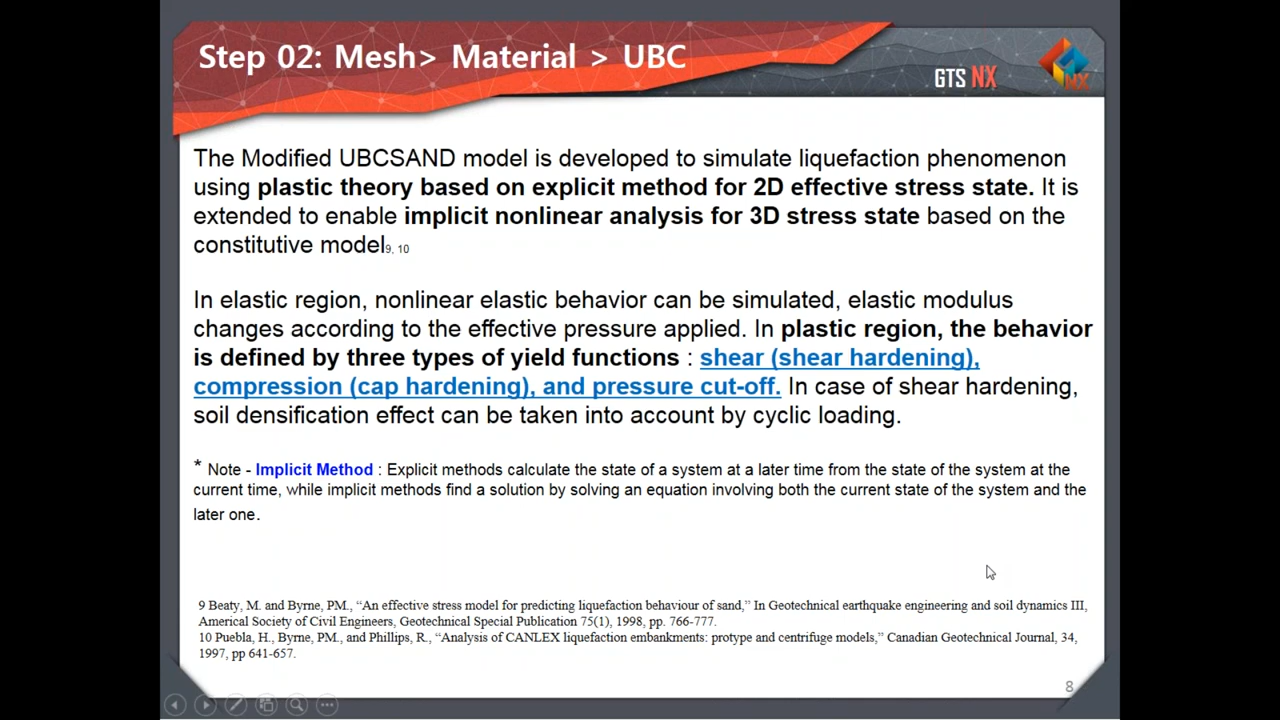 Step 02: Mesh> Material > UBC
GTS NX
NX
The Modified UBCSAND model is developed to simulate liquefaction phenomenon
using plastic theory based on explicit method for 2D effective stress state. It is
extended to enable implicit nonlinear analysis for 3D stress state based on the
constitutive model9, 10
In elastic region, nonlinear elastic behavior can be simulated, elastic modulus
changes according to the effective pressure applied. In plastic region, the behavior
is defined by three types of yield functions : shear (shear hardening),
compression (cap hardening), and pressure cut-off. In case of shear hardening,
soil densification effect can be taken into account by cyclic loading.
* Note - Implicit Method : Explicit methods calculate the state of a system at a later time from the state of the system at the
current time, while implicit methods find a solution by solving an equation involving both the current state of the system and the
later one.
9 Beaty, M. and Byrne, PM., “An effective stress model for predicting liquefaction behaviour of sand,” In Geotechnical earthquake engineering and soil dynamics III,
Americal Society of Civil Engineers, Geotechnical Special Publication 75(1), 1998, pp. 766-777.
10 Puebla, H., Byrne, PM., and Phillips, R., “Analysis of CANLEX liquefaction embankments: protype and centrifuge models,” Canadian Geotechnical Journal, 34,
1997, pp 641-657.
8